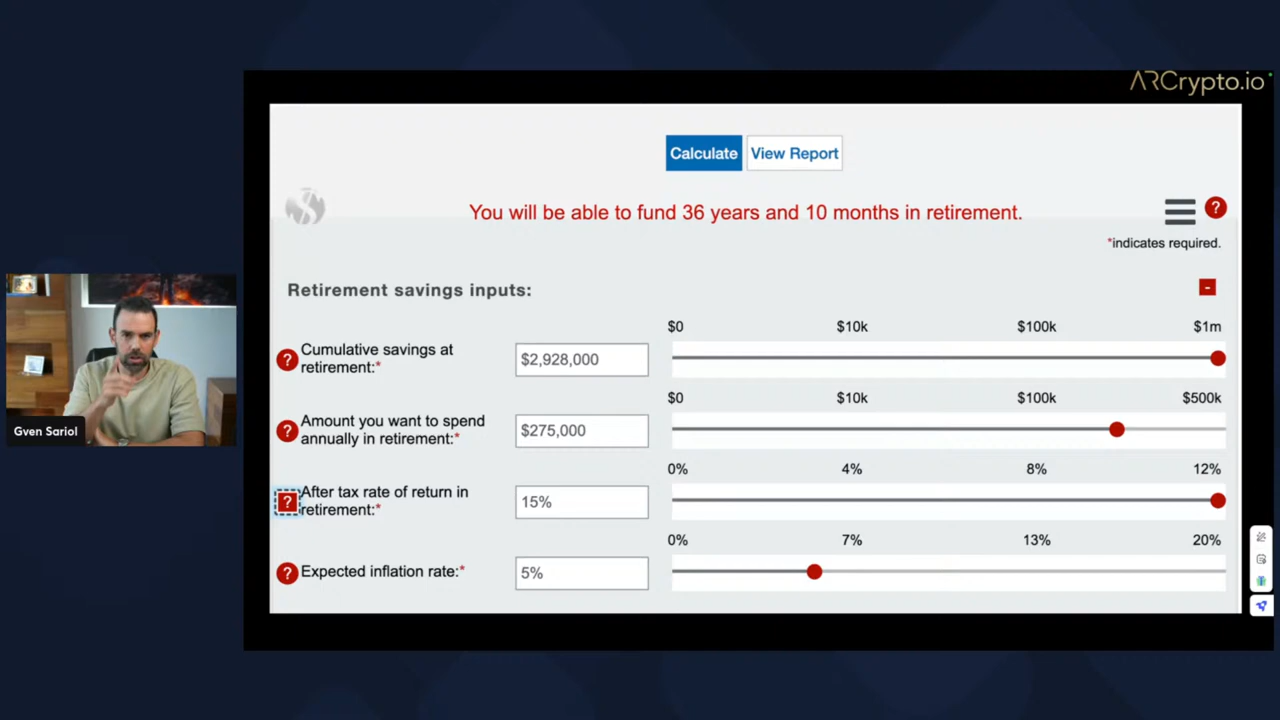 ARCrypto.io
Calculate View Report
You will be able to fund 36 years and 10 months in retirement.
?
*indicates required.
Retirement savings inputs:
-
$0 $10k $100k $1m
? Cumulative savings at
retirement:*
$2,928,000
$0 $10k $100k $500k
? Amount you want to spend
annually in retirement:*
$275,000
0% 4% 8% 12%
? After tax rate of return in
retirement:*
15%
0% 7% 13% 20%
? Expected inflation rate:* 5%
Gven Sariol